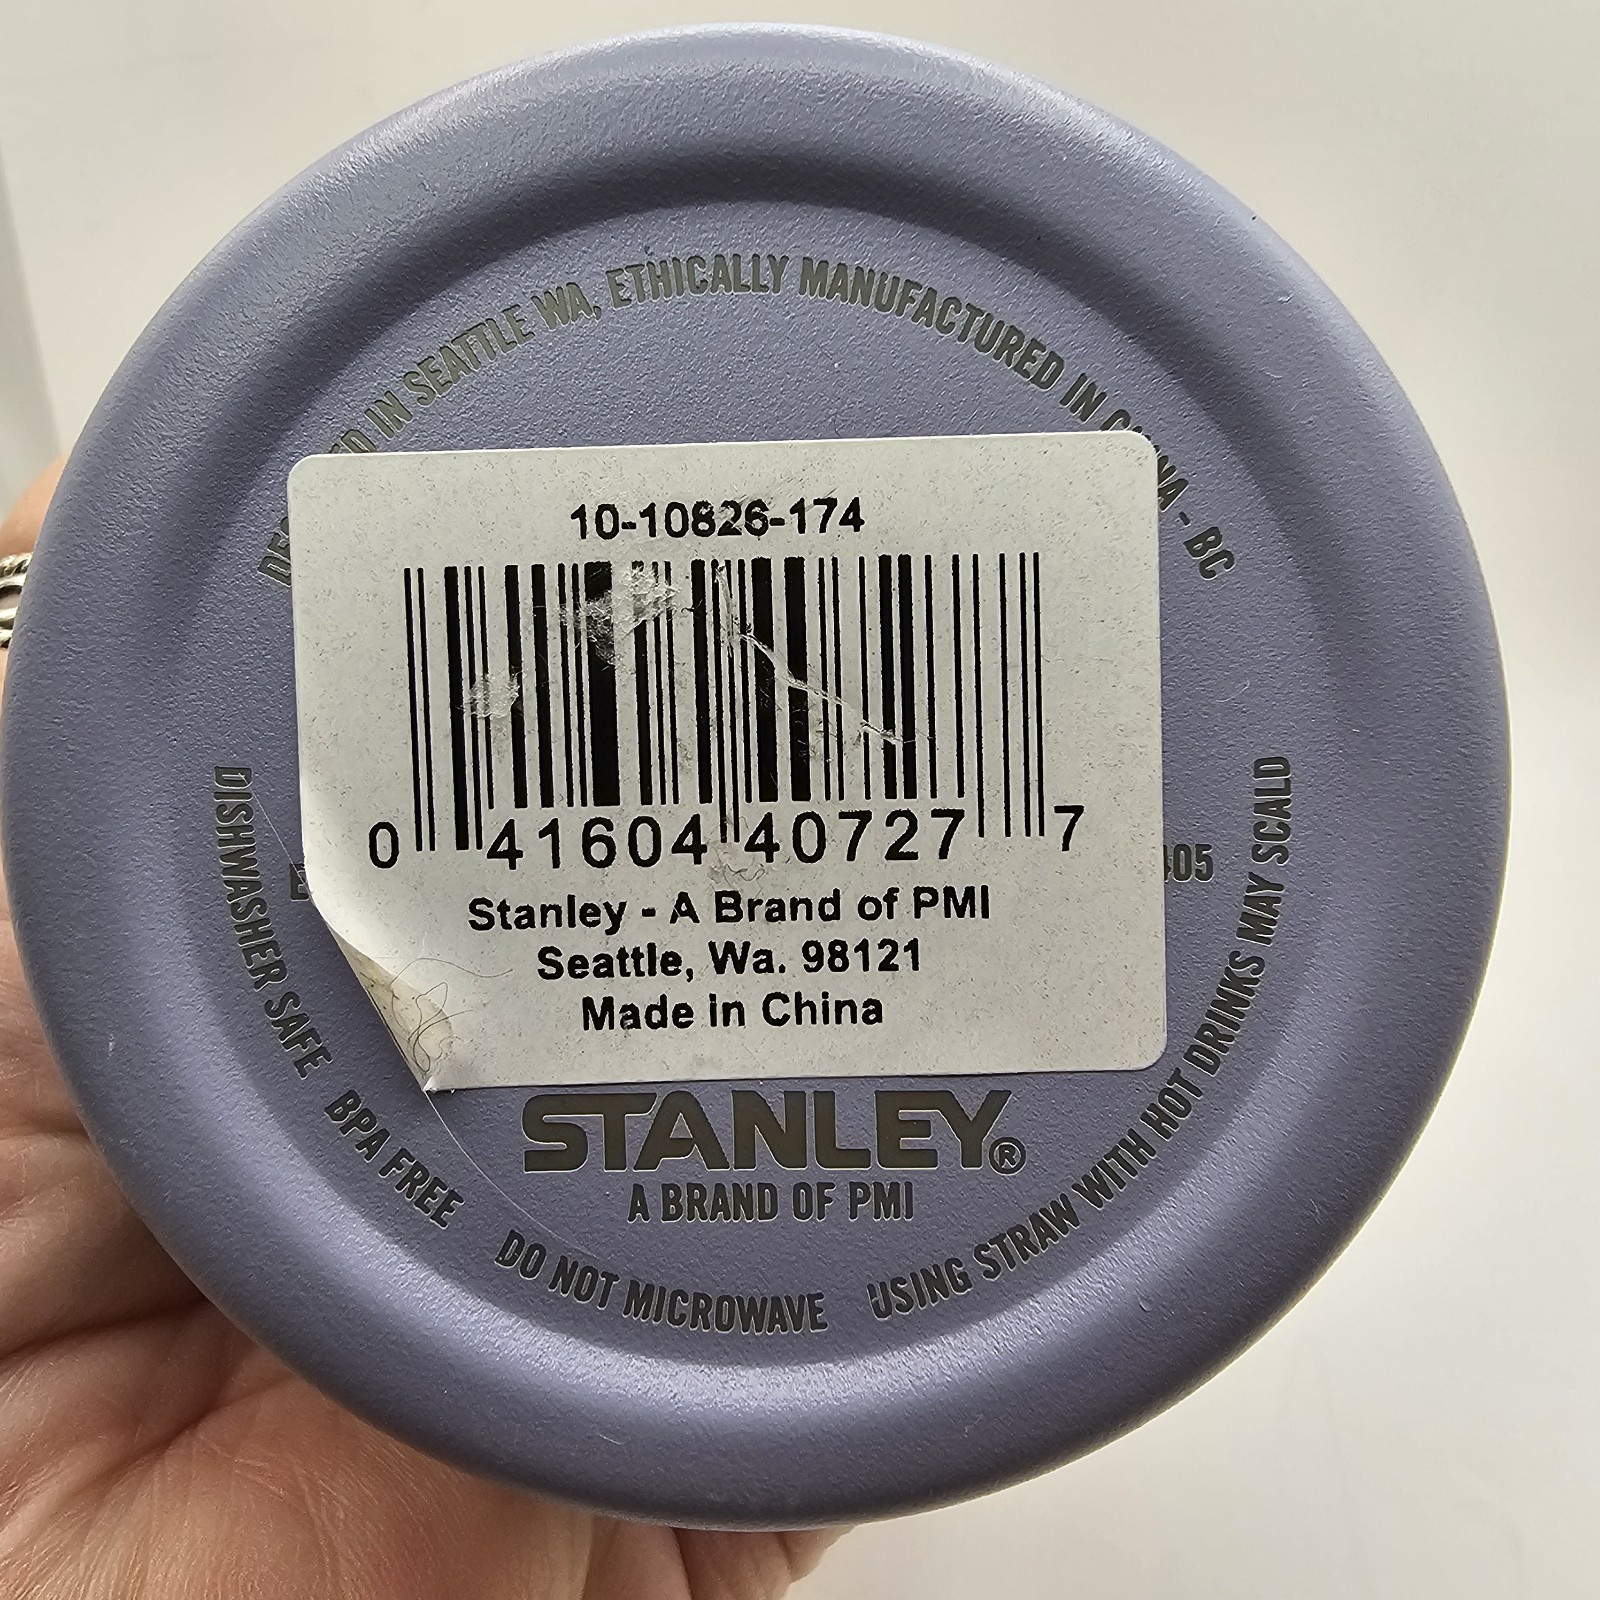 IN SEATTLE WA, ETHICALLY MANUFACTURED IN - BC
10-10826-174
0 41604 40727 7
Stanley - A Brand of PMI
Seattle, Wa. 98121
Made in China
STANLEY®
A BRAND OF PMI
DISHWASHER SAFE BPA FREE DO NOT MICROWAVE USING STRAW WITH HOT DRINKS MAY SCALD